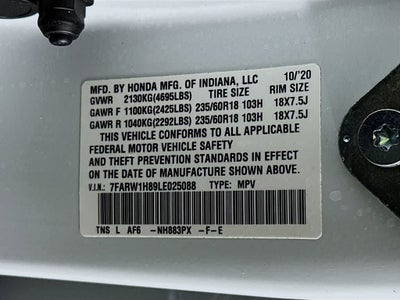 MFD. BY HONDA MFG. OF INDIANA, LLC 10/'20
GVWR 2130KG(4695LBS) TIRE SIZE RIM SIZE
GAWR F 1100KG(2425LBS) 235/60R18 103H 18X7.5J
GAWR R 1040KG(2292LBS) 235/60R18 103H 18X7.5J
THIS VEHICLE CONFORMS TO ALL APPLICABLE
FEDERAL MOTOR VEHICLE SAFETY
AND THEFT PREVENTION STANDARDS IN EFFECT
ON THE DATE OF MANUFACTURE SHOWN ABOVE.
V.I.N. 7FARW1H89LE025088 TYPE: MPV
TNS L AF6 -NH883PX -F-E